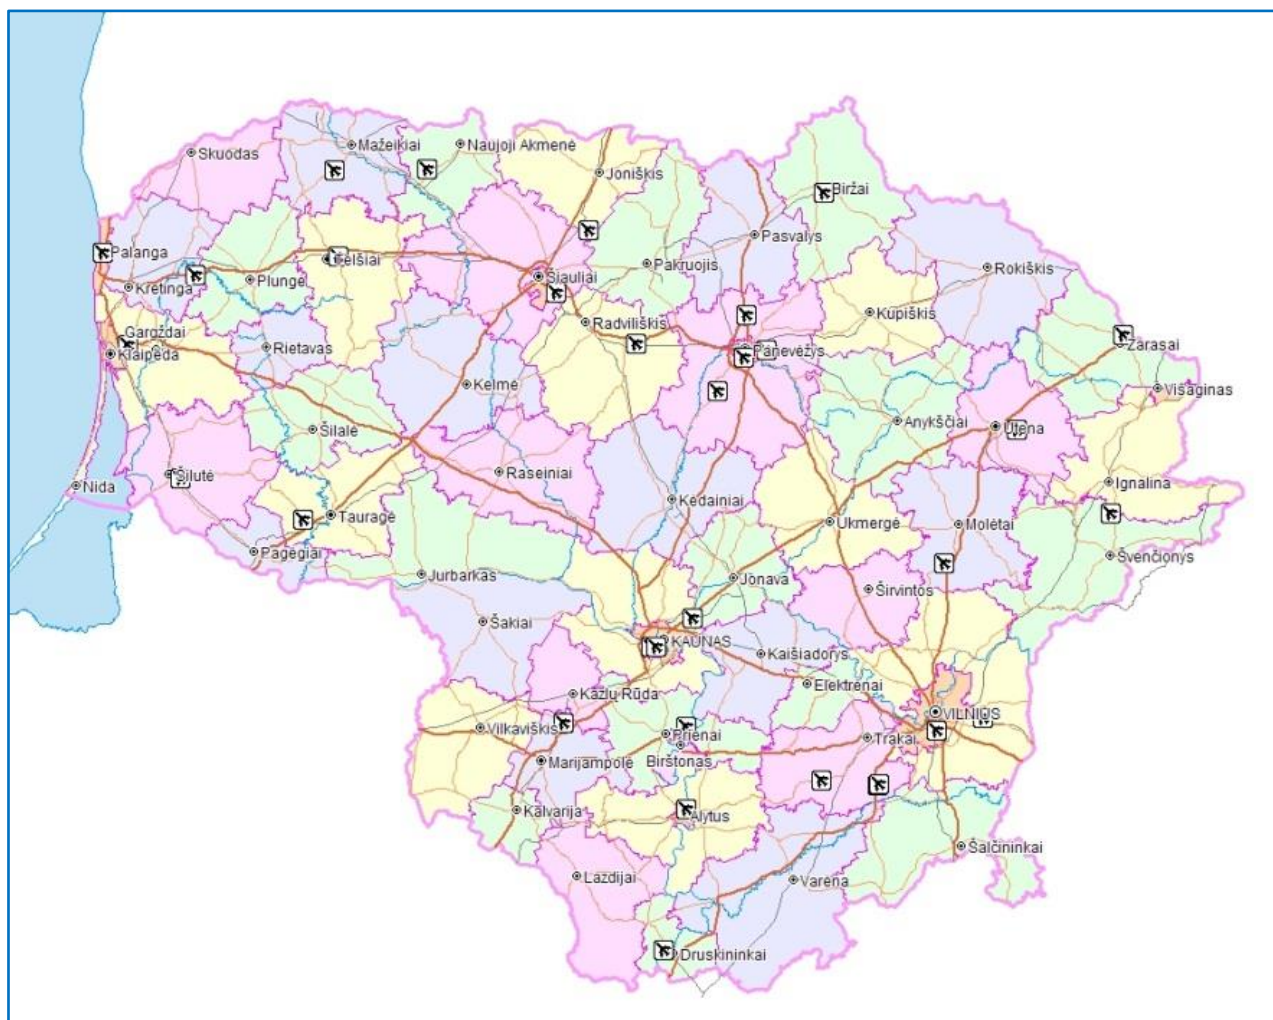 Mažeikiai
Naujoji Akmenė
Skuodas
Joniškis
Biržai
Pasvalys
Palanga
Telšiai
Pakruojis
Rokiškis
Šiauliai
Plungė
Kretinga
Kupiškis
Radviliškis
Gargždai
Klaipėda
Rietavas
Panevėžys
Zarasai
Kelmė
Visaginas
Anykščiai
Utena
Šilalė
Raseiniai
Šilutė
Nida
Ignalina
Kėdainiai
Tauragė
Ukmergė
Molėtai
Pagėgiai
Švenčionys
Jurbarkas
Jonava
Širvintos
Šakiai
KAUNAS
Kaišiadorys
Elektrėnai
Kazlų Rūda
VILNIUS
Vilkaviškis
Prienai
Trakai
Birštonas
Marijampolė
Kalvarija
Alytus
Šalčininkai
Lazdijai
Varėna
Druskininkai